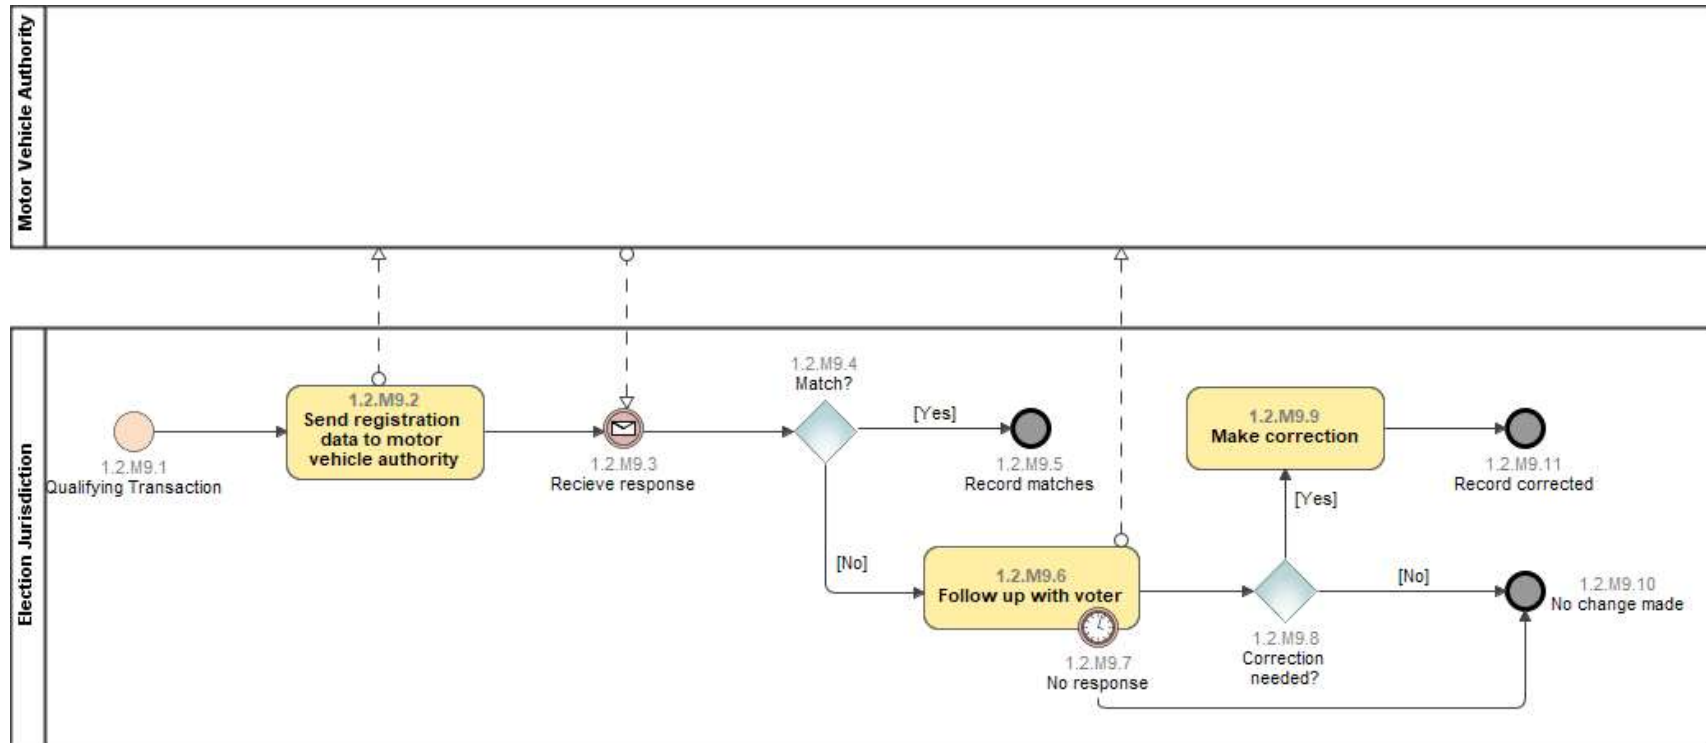 Motor Vehicle Authority
Election Jurisdiction
1.2.M9.1
Qualifying Transaction
1.2.M9.2
Send registration
data to motor
vehicle authority
1.2.M9.3
Recieve response
1.2.M9.4
Match?
[Yes]
1.2.M9.5
Record matches
[No]
1.2.M9.6
Follow up with voter
1.2.M9.7
No response
1.2.M9.8
Correction
needed?
[Yes]
1.2.M9.9
Make correction
1.2.M9.11
Record corrected
[No]
1.2.M9.10
No change made